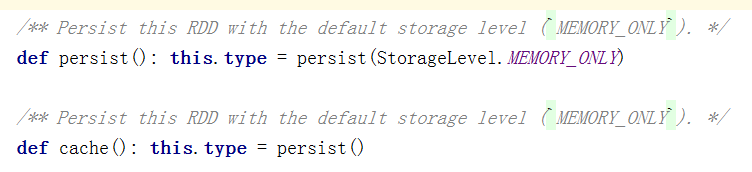 /** Persist this RDD with the default storage level (`MEMORY_ONLY`). */
def persist(): this.type = persist(StorageLevel.MEMORY_ONLY)
/** Persist this RDD with the default storage level (`MEMORY_ONLY`). */
def cache(): this.type = persist()